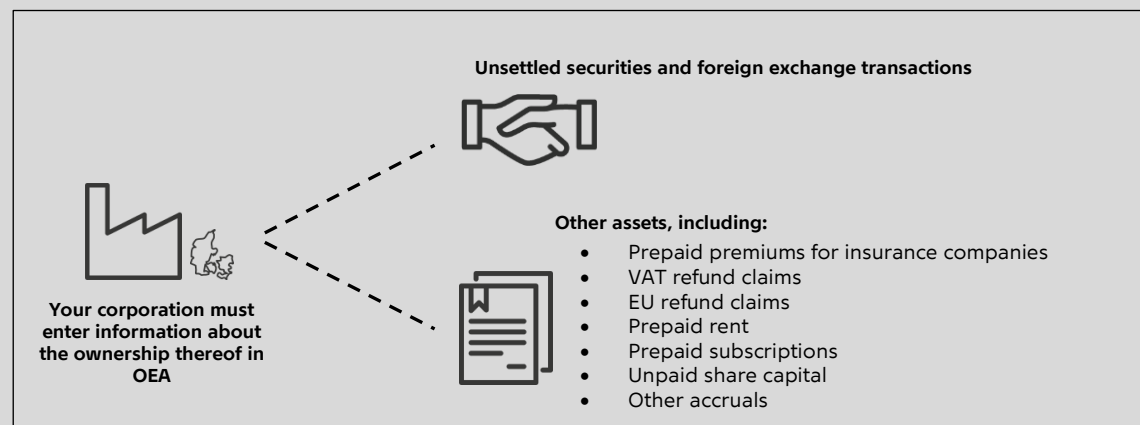 Unsettled securities and foreign exchange transactions
Your corporation must
enter information about
the ownership thereof in
OEA
Other assets, including:
• Prepaid premiums for insurance companies
• VAT refund claims
• EU refund claims
• Prepaid rent
• Prepaid subscriptions
• Unpaid share capital
• Other accruals